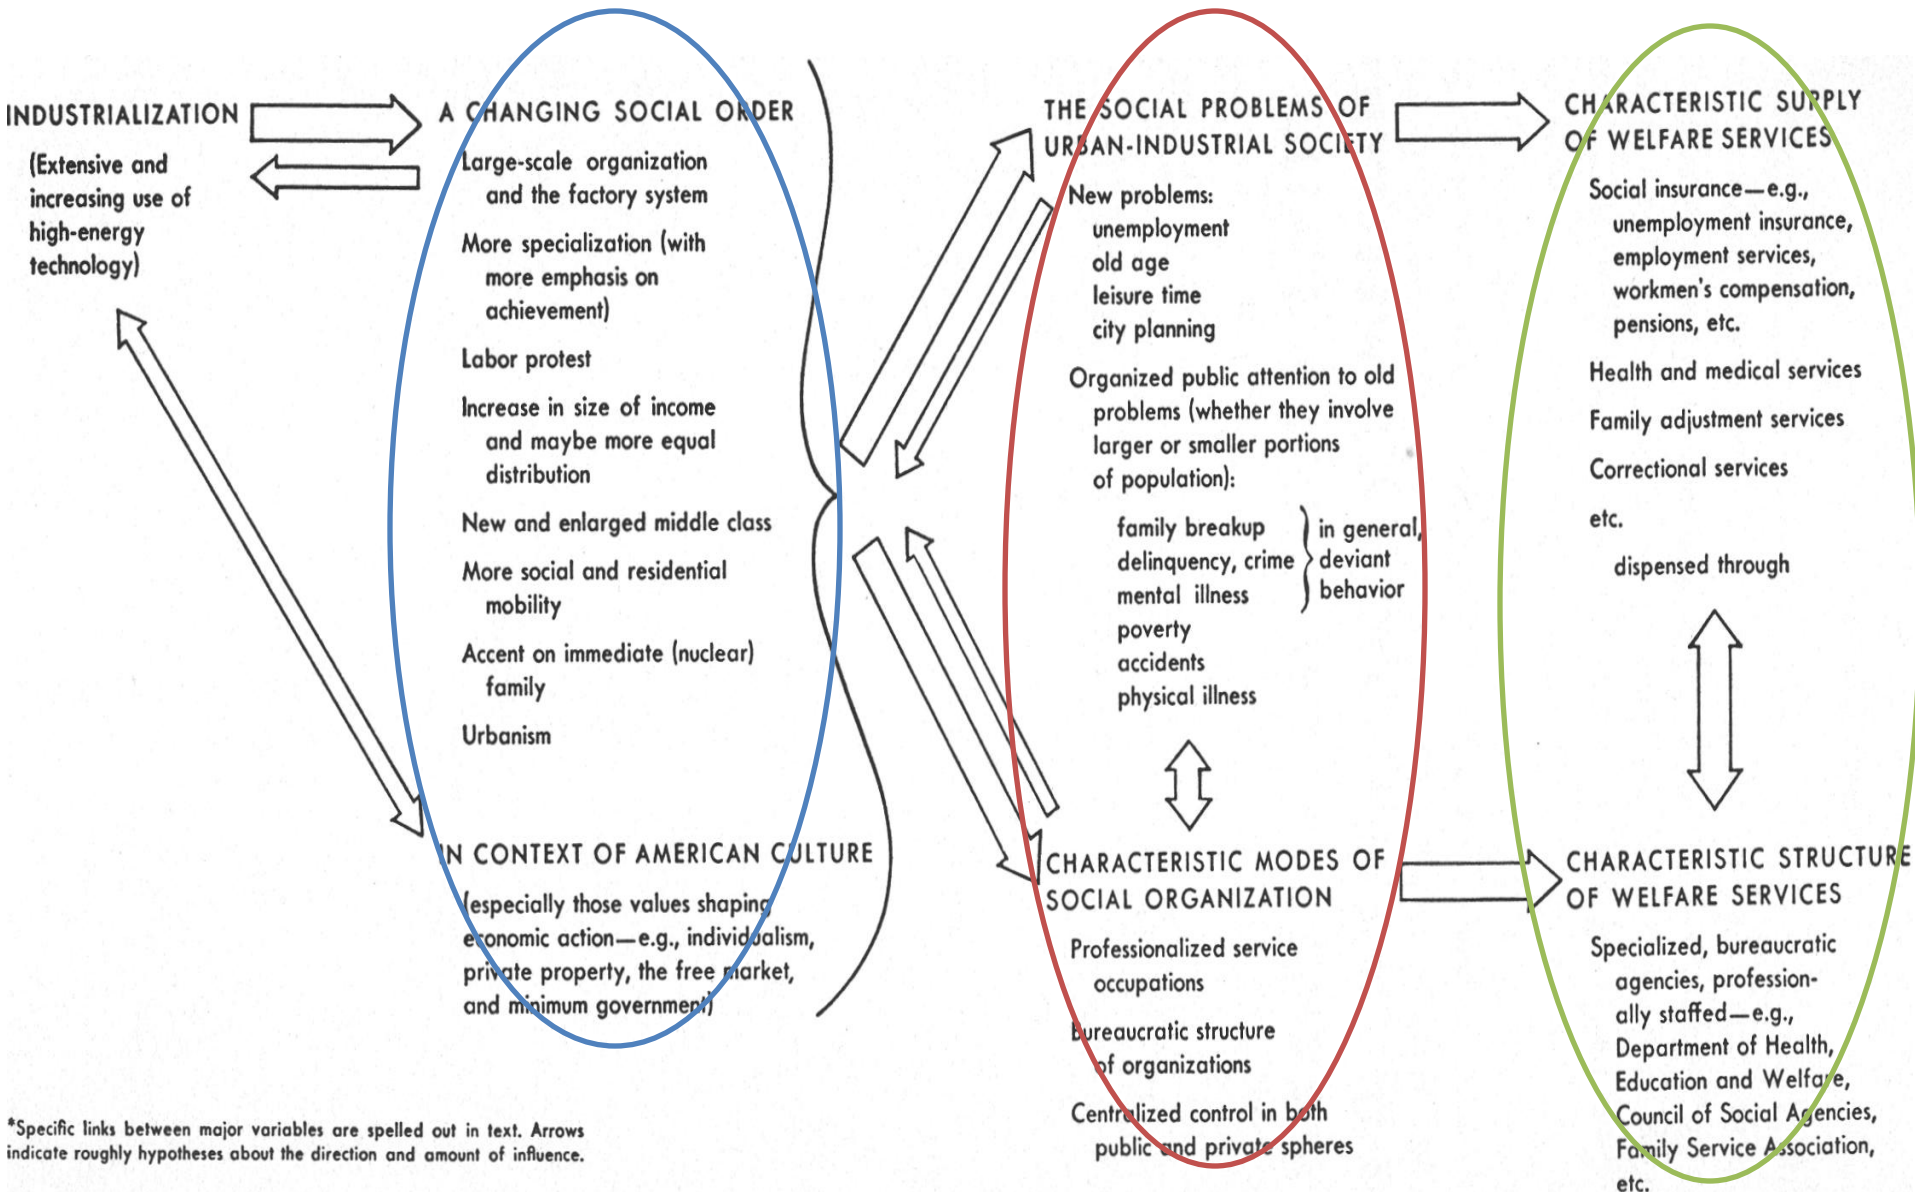 INDUSTRIALIZATION
(Extensive and
increasing use of
high-energy
technology)
A CHANGING SOCIAL ORDER
Large-scale organization
and the factory system
More specialization (with
more emphasis on
achievement)
Labor protest
Increase in size of income
and maybe more equal
distribution
New and enlarged middle class
More social and residential
mobility
Accent on immediate (nuclear)
family
Urbanism
IN CONTEXT OF AMERICAN CULTURE
(especially those values shaping
economic action—e.g., individualism,
private property, the free market,
and minimum government)
THE SOCIAL PROBLEMS OF
URBAN-INDUSTRIAL SOCIETY
New problems:
unemployment
old age
leisure time
city planning
Organized public attention to old
problems (whether they involve
larger or smaller portions
of population):
family breakup
delinquency, crime
mental illness
in general,
deviant
behavior
poverty
accidents
physical illness
CHARACTERISTIC MODES OF
SOCIAL ORGANIZATION
Professionalized service
occupations
Bureaucratic structure
of organizations
Centralized control in both
public and private spheres
CHARACTERISTIC SUPPLY
OF WELFARE SERVICES
Social insurance—e.g.,
unemployment insurance,
employment services,
workmen's compensation,
pensions, etc.
Health and medical services
Family adjustment services
Correctional services
etc.
dispensed through
CHARACTERISTIC STRUCTURE
OF WELFARE SERVICES
Specialized, bureaucratic
agencies, profession-
ally staffed—e.g.,
Department of Health,
Education and Welfare,
Council of Social Agencies,
Family Service Association,
etc.
*Specific links between major variables are spelled out in text. Arrows
indicate roughly hypotheses about the direction and amount of influence.